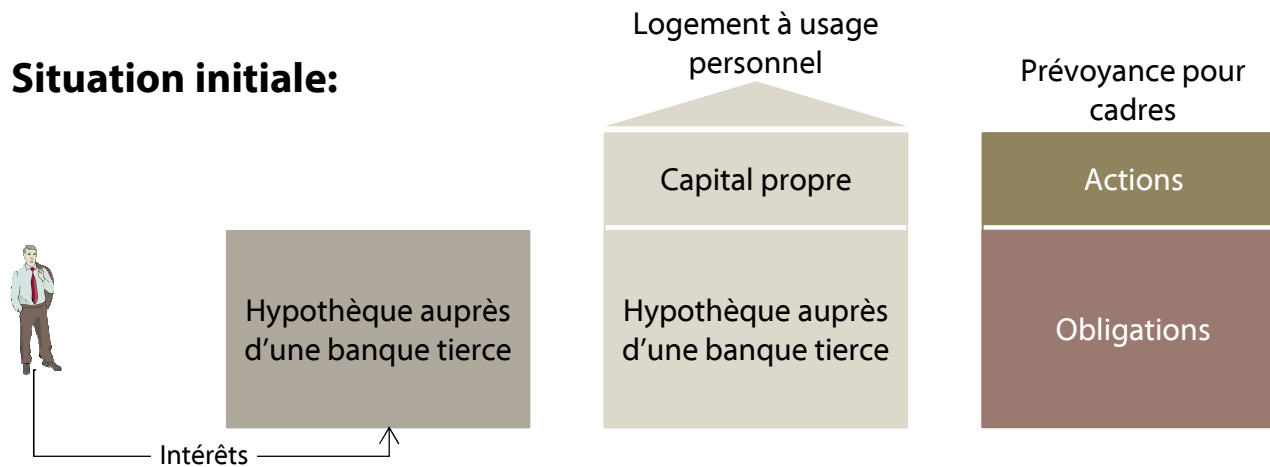 Situation initiale:
Logement à usage
personnel
Prévoyance pour
cadres
Capital propre
Actions
Hypothèque auprès
d’une banque tierce
Hypothèque auprès
d’une banque tierce
Obligations
Intérêts